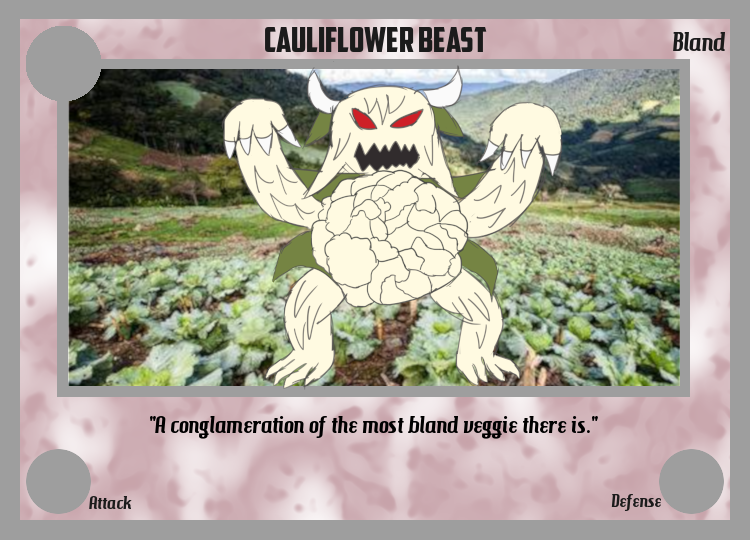 CAULIFLOWER BEAST
Bland
"A conglameration of the most bland veggie there is."
Attack
Defense